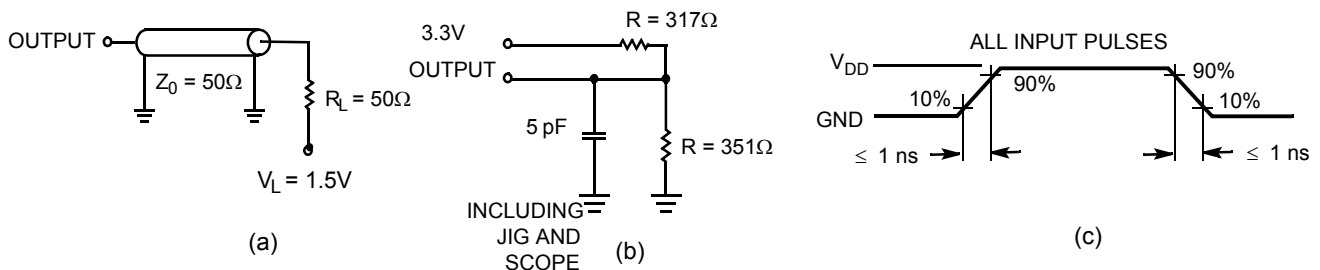 OUTPUT
Z0 = 50Ω
RL = 50Ω
VL = 1.5V
(a)
R = 317Ω
3.3V
OUTPUT
5 pF
R = 351Ω
INCLUDING
JIG AND
SCOPE
(b)
ALL INPUT PULSES
VDD
90%
90%
10%
10%
GND
≤ 1 ns
≤ 1 ns
(c)